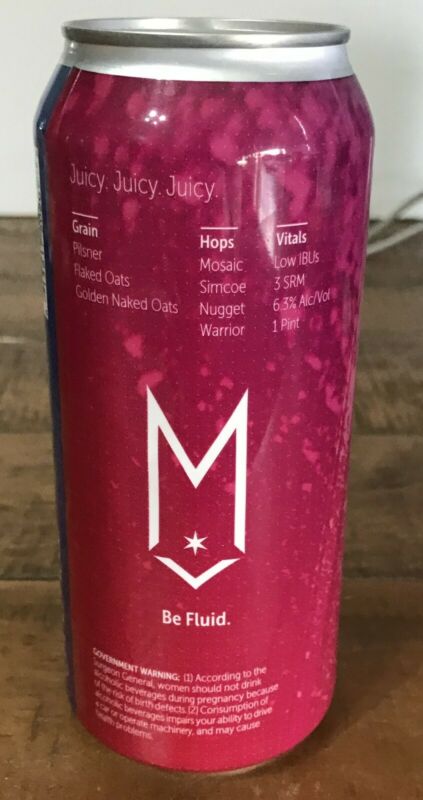 Juicy. Juicy. Juicy.
Grain
Pilsner
Flaked Oats
Golden Naked Oats
Hops
Mosaic
Simcoe
Nugget
Warrior
Vitals
Low IBUs
3 SRM
6.3% Alc/Vol
1 Pint
M
Be Fluid.
GOVERNMENT WARNING: (1) According to the
Surgeon General, women should not drink
alcoholic beverages during pregnancy because
of the risk of birth defects. (2) Consumption of
alcoholic beverages impairs your ability to drive
a car or operate machinery, and may cause
health problems.